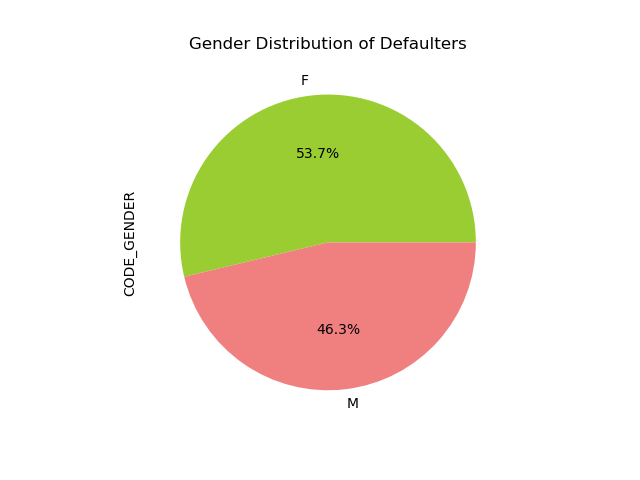 Gender Distribution of Defaulters
F
53.7%
CODE_GENDER
46.3%
M